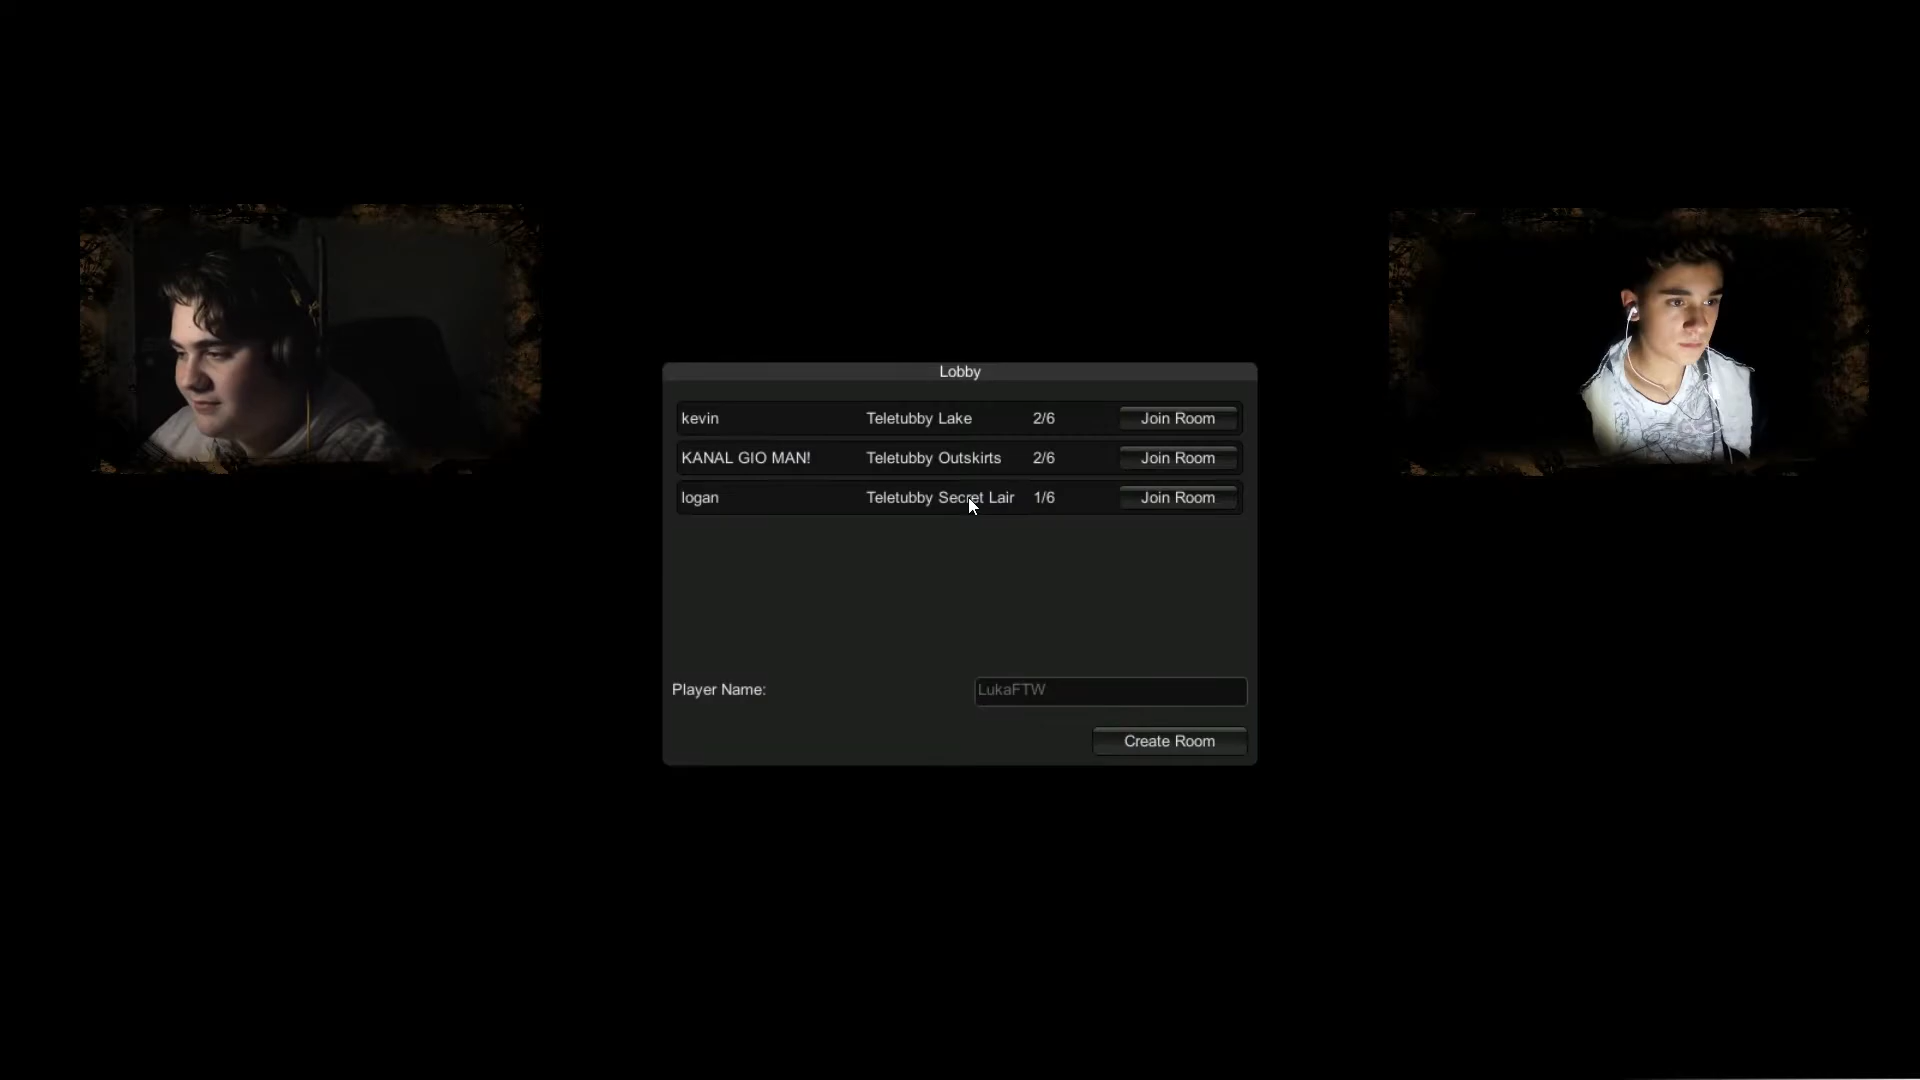 Lobby
kevin Teletubby Lake 2/6 Join Room
KANAL GIO MAN! Teletubby Outskirts 2/6 Join Room
logan Teletubby Secret Lair 1/6 Join Room
Player Name: LukaFTW
Create Room